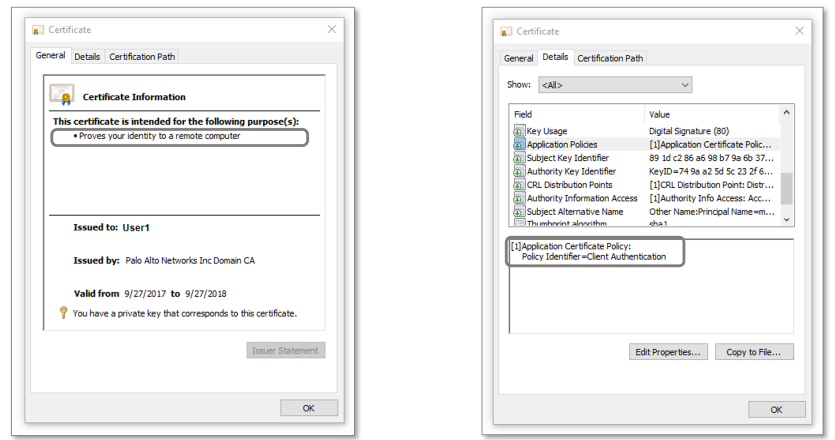 Certificate
General Details Certification Path
Certificate Information
This certificate is intended for the following purpose(s):
• Proves your identity to a remote computer
Issued to: User1
Issued by: Palo Alto Networks Inc Domain CA
Valid from 9/27/2017 to 9/27/2018
You have a private key that corresponds to this certificate.
Issuer Statement
OK
Certificate
General Details Certification Path
Show: <All>
Field Value
Key Usage Digital Signature (80)
Application Policies [1]Application Certificate Polic...
Subject Key Identifier 89 1d c2 86 a6 98 b7 9a 6b 37...
Authority Key Identifier KeyID=74 9a a2 5d 5c 23 2f 6...
CRL Distribution Points [1]CRL Distribution Point: Distr...
Authority Information Access [1]Authority Info Access: Acc...
Subject Alternative Name Other Name:Principal Name=m...
Thumbprint algorithm sha1
[1]Application Certificate Policy:
Policy Identifier=Client Authentication
Edit Properties... Copy to File...
OK